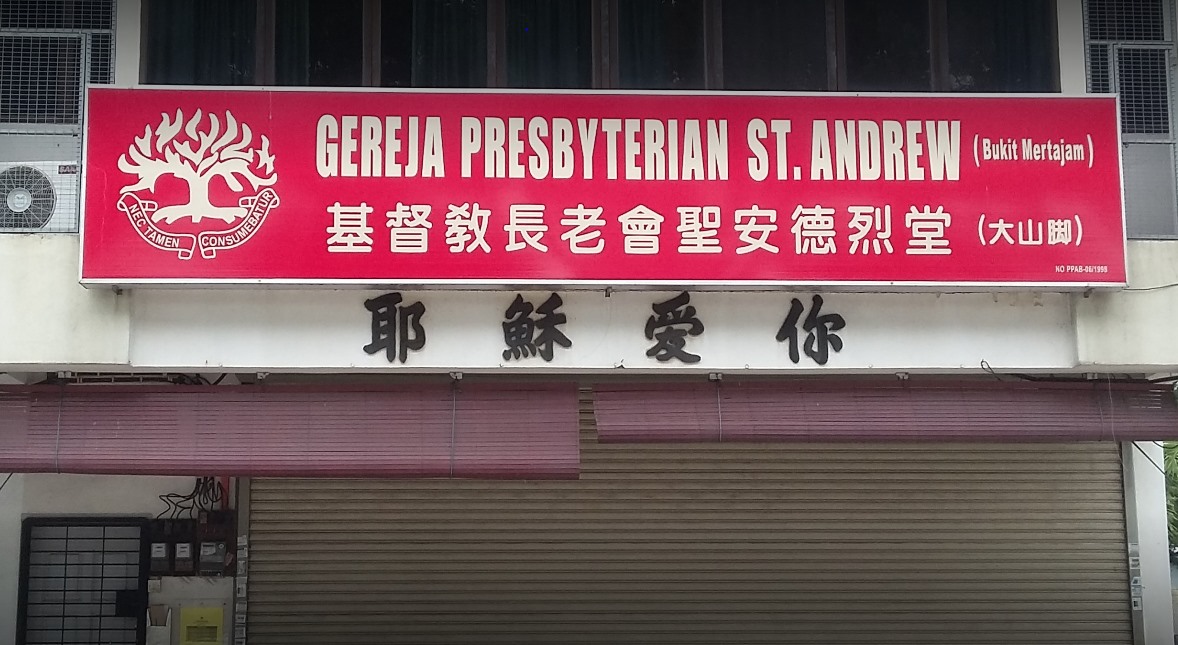 GEREJA PRESBYTERIAN ST. ANDREW (Bukit Mertajam)
基督教長老會聖安德烈堂 (大山脚)
NEC TAMEN CONSUMEBATUR
NO PPAB-06/1998
耶穌愛你